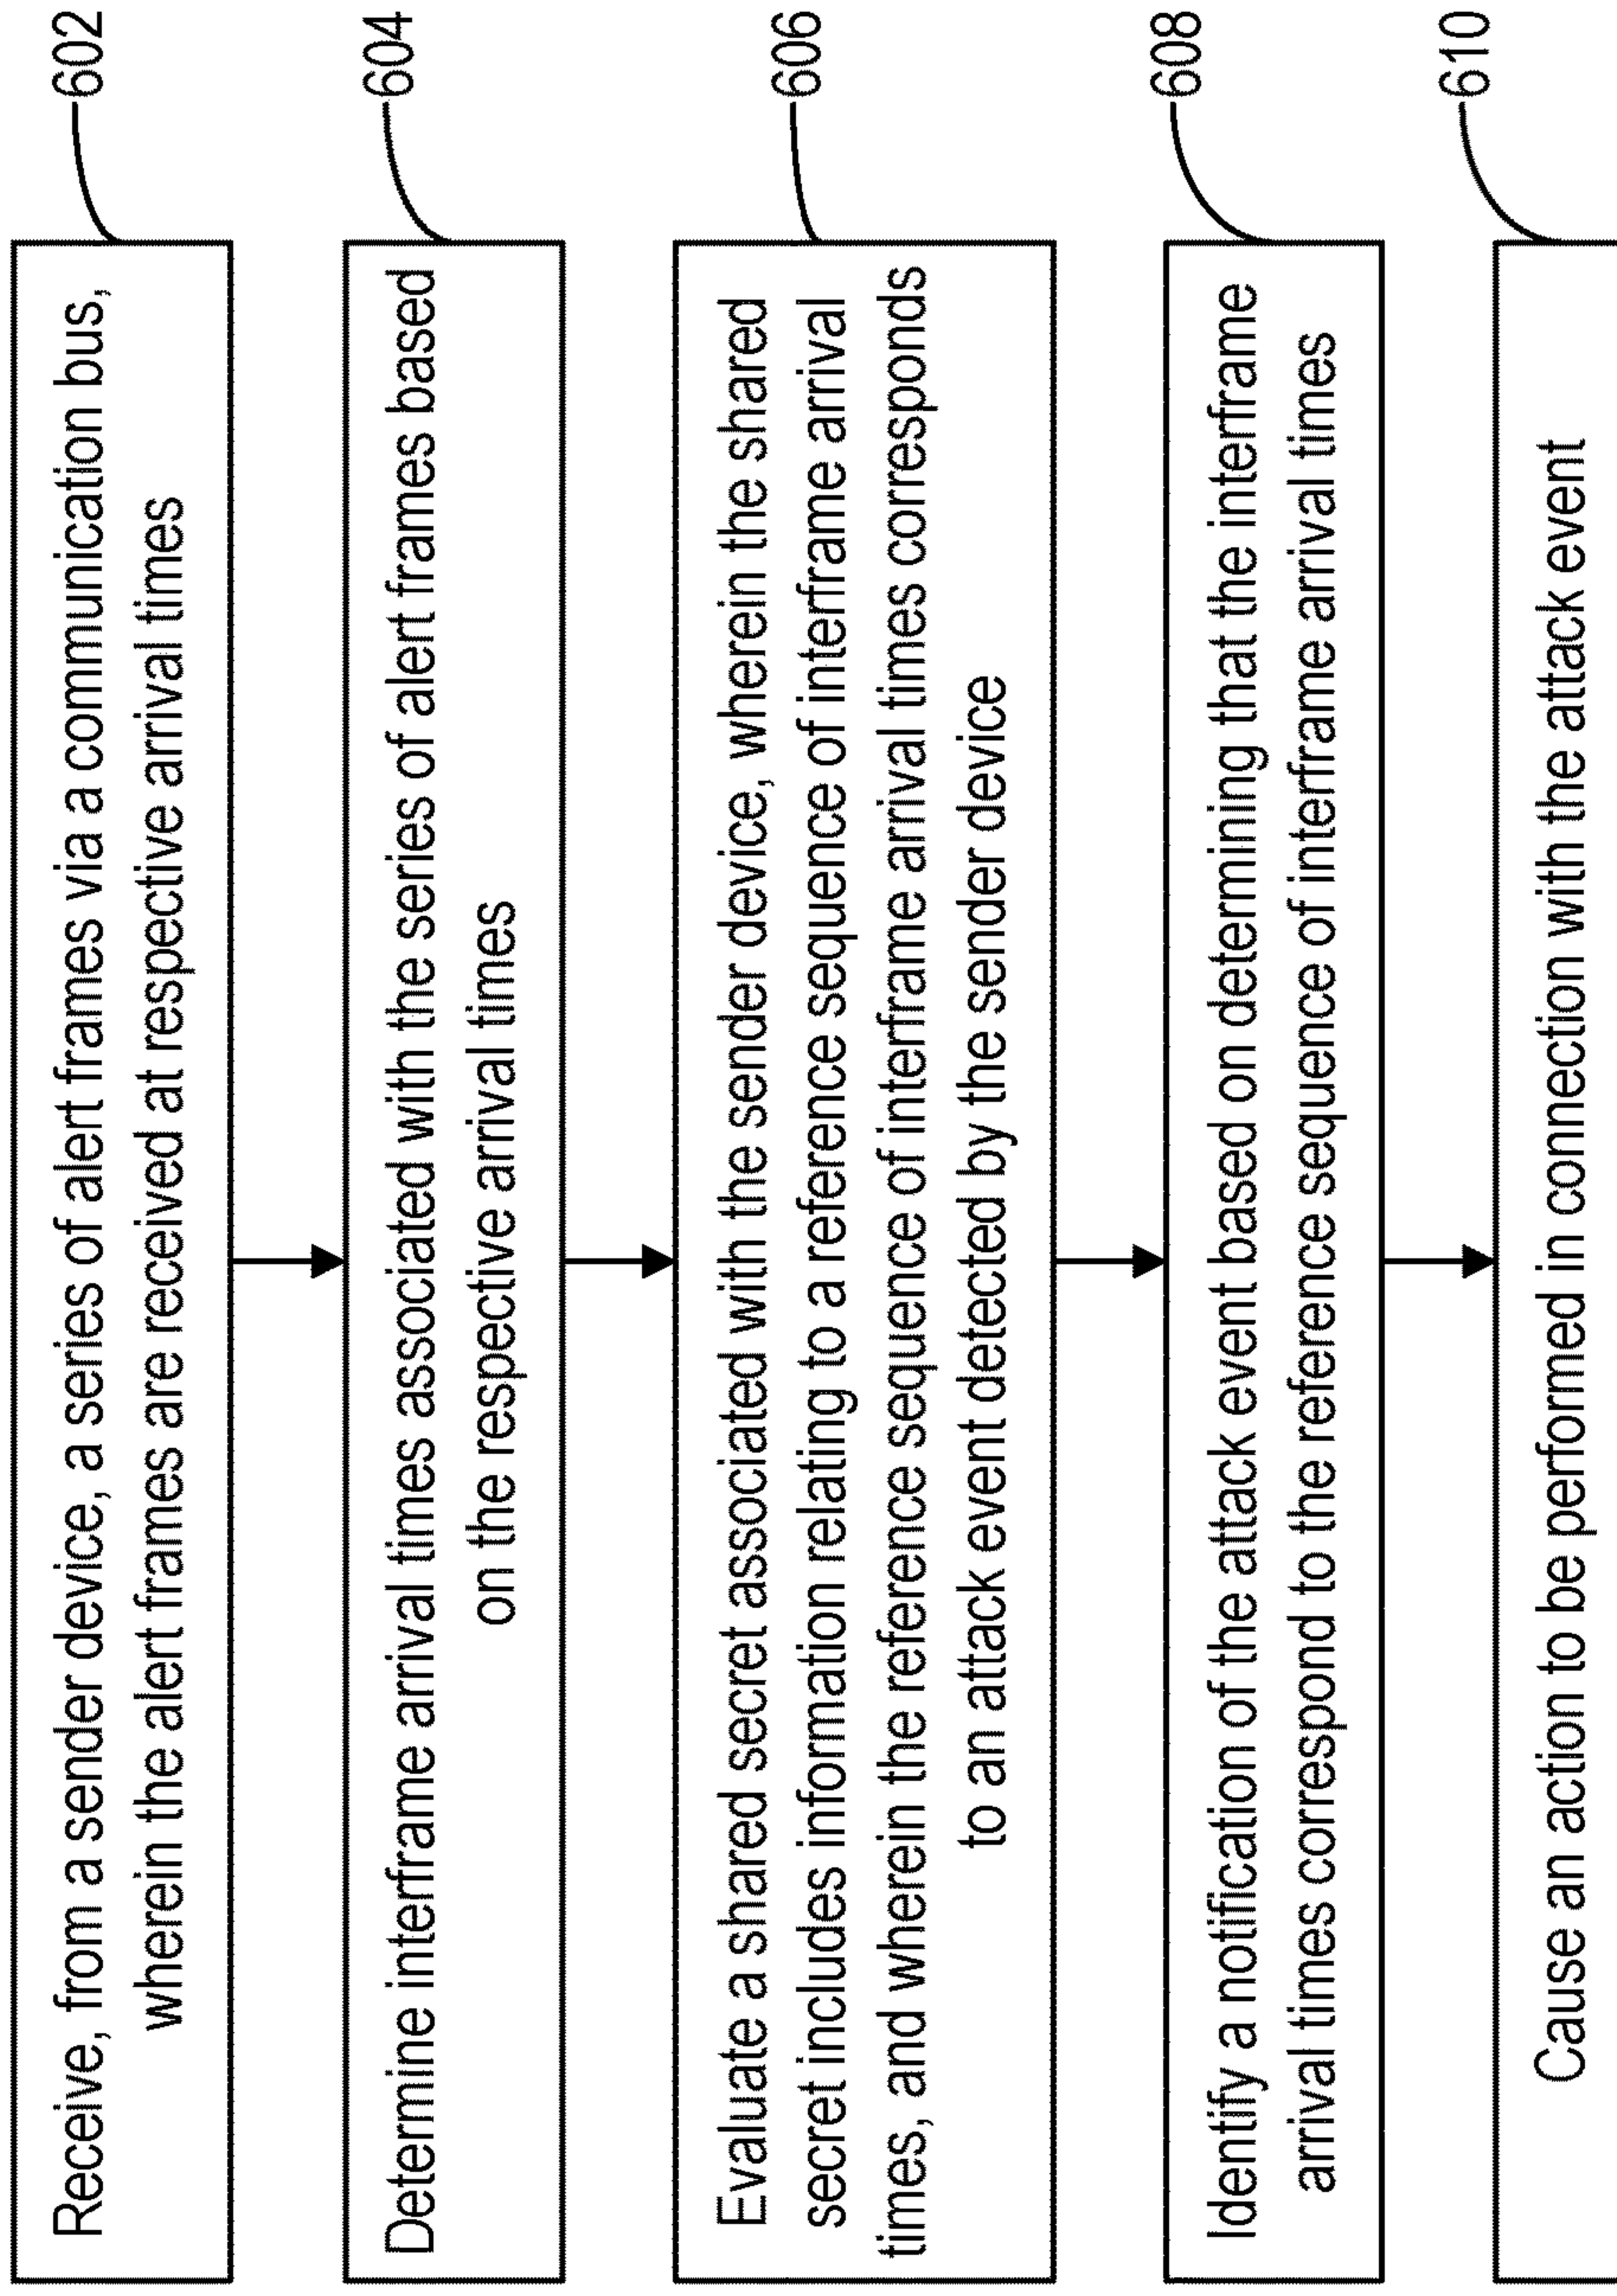 Receive, from a sender device, a series of alert frames via a communication bus,
wherein the alert frames are received at respective arrival times
602
Determine interframe arrival times associated with the series of alert frames based
on the respective arrival times
604
Evaluate a shared secret associated with the sender device, wherein the shared
secret includes information relating to a reference sequence of interframe arrival
times, and wherein the reference sequence of interframe arrival times corresponds
to an attack event detected by the sender device
606
Identify a notification of the attack event based on determining that the interframe
arrival times correspond to the reference sequence of interframe arrival times
608
Cause an action to be performed in connection with the attack event
610